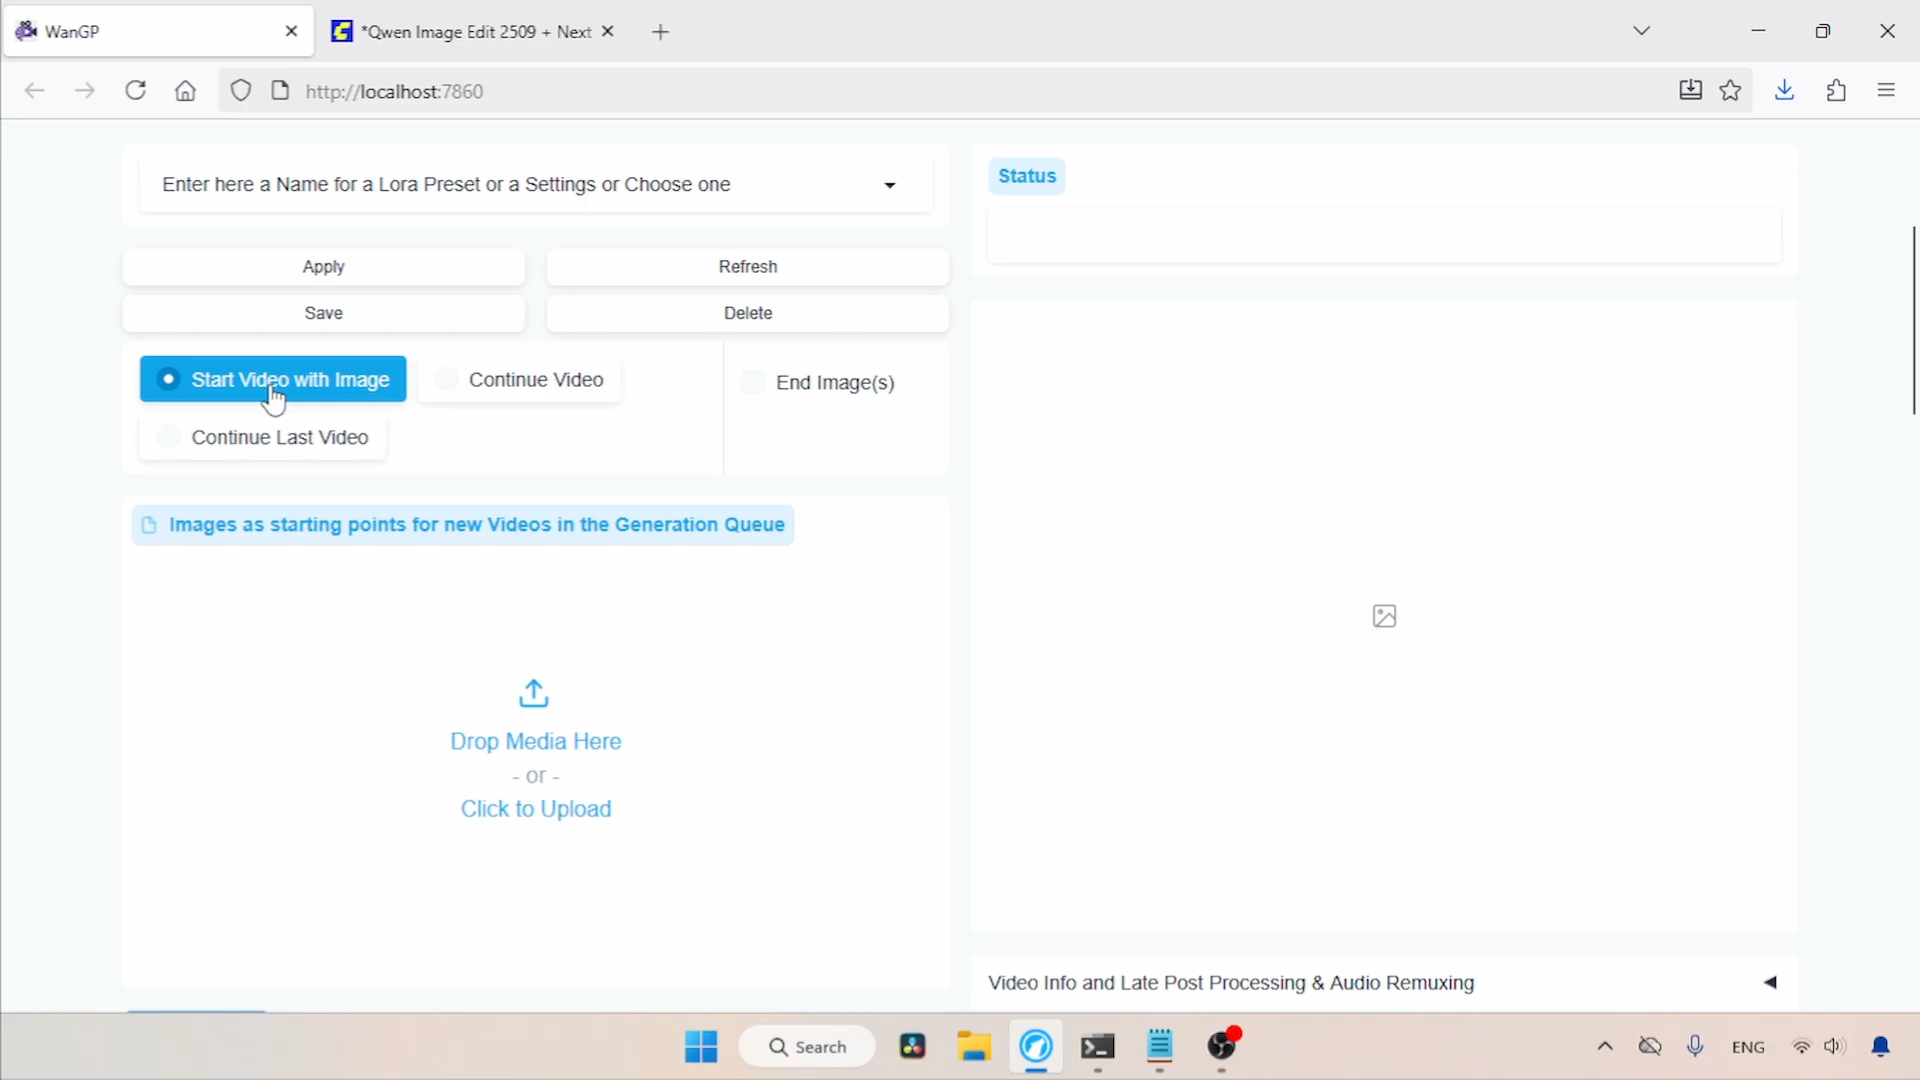 WanGP
*Qwen Image Edit 2509 + Next
http://localhost:7860
Enter here a Name for a Lora Preset or a Settings or Choose one
Apply
Refresh
Save
Delete
Start Video with Image
Continue Video
End Image(s)
Continue Last Video
Images as starting points for new Videos in the Generation Queue
Drop Media Here
- or -
Click to Upload
Status
Video Info and Late Post Processing & Audio Remuxing
Search
ENG